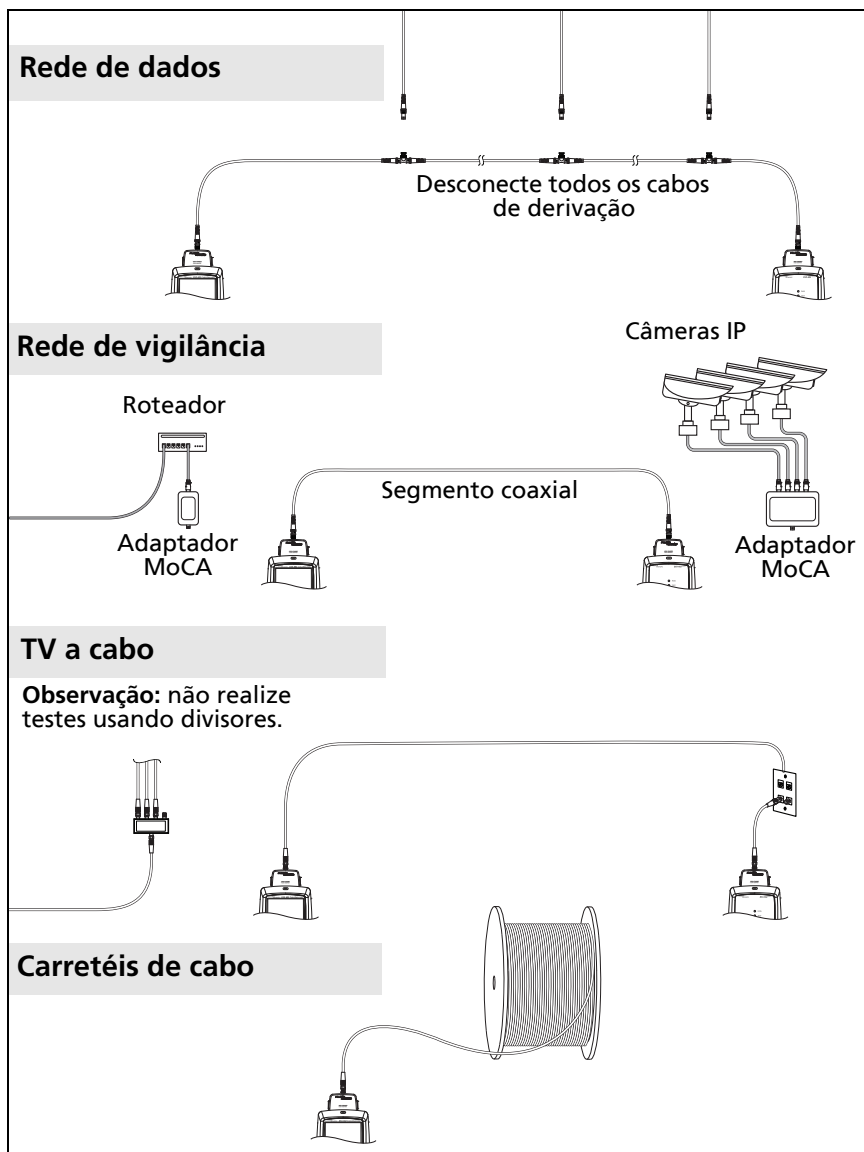 Rede de dados
Desconecte todos os cabos
de derivação
Rede de vigilância
Câmeras IP
Roteador
Segmento coaxial
Adaptador
MoCA
Adaptador
MoCA
TV a cabo
Observação: não realize
testes usando divisores.
Carretéis de cabo